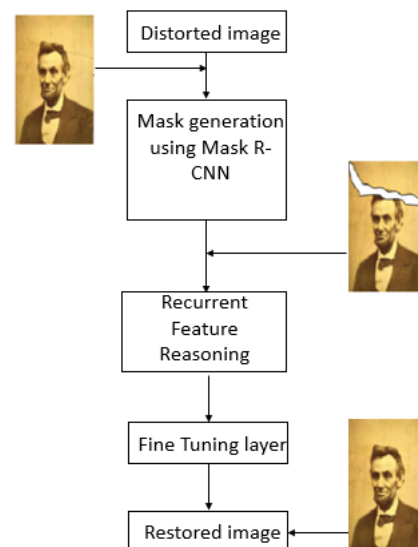 Distorted image
Mask generation
using Mask R-
CNN
Recurrent
Feature
Reasoning
Fine Tuning layer
Restored image